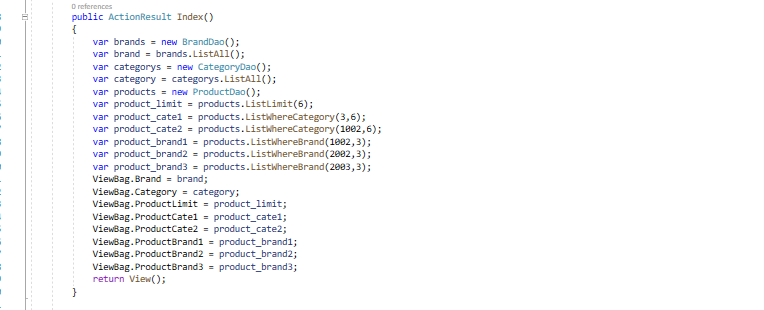 0 references
public ActionResult Index()
{
var brands = new BrandDao();
var brand = brands.ListAll();
var categorys = new CategoryDao();
var category = categorys.ListAll();
var products = new ProductDao();
var product_limit = products.ListLimit(6);
var product_cate1 = products.ListWhereCategory(3,6);
var product_cate2 = products.ListWhereCategory(1002,6);
var product_brand1 = products.ListWhereBrand(1002,3);
var product_brand2 = products.ListWhereBrand(2002,3);
var product_brand3 = products.ListWhereBrand(2003,3);
ViewBag.Brand = brand;
ViewBag.Category = category;
ViewBag.ProductLimit = product_limit;
ViewBag.ProductCate1 = product_cate1;
ViewBag.ProductCate2 = product_cate2;
ViewBag.ProductBrand1 = product_brand1;
ViewBag.ProductBrand2 = product_brand2;
ViewBag.ProductBrand3 = product_brand3;
return View();
}